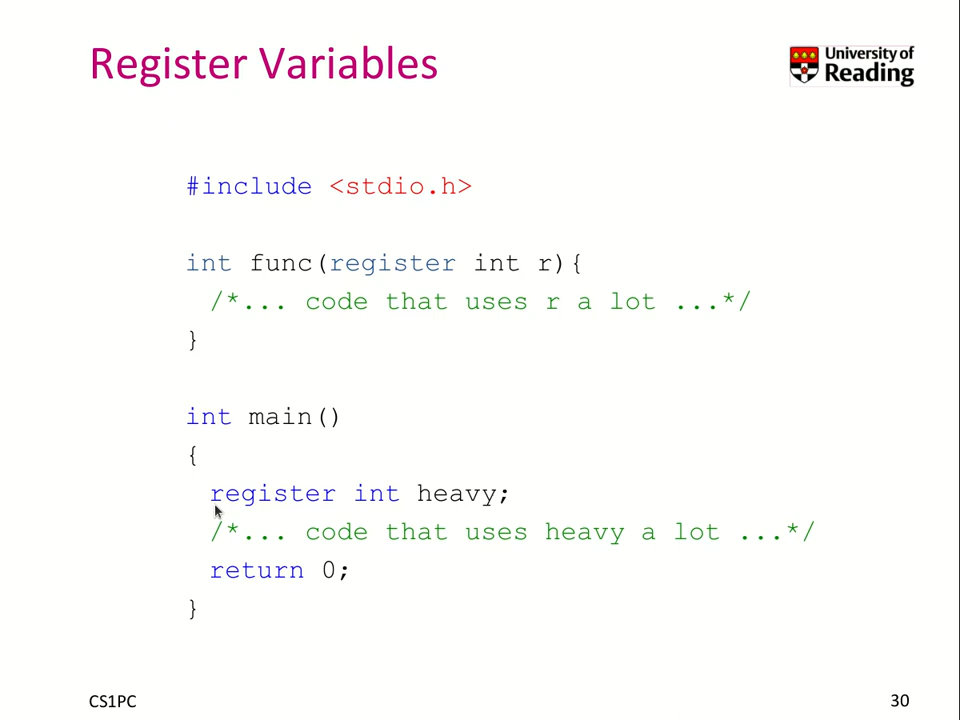 Register Variables
University of
Reading
#include <stdio.h>
int func(register int r){
/*... code that uses r a lot ...*/
}
int main()
{
register int heavy;
/*... code that uses heavy a lot ...*/
return 0;
}
CS1PC
30